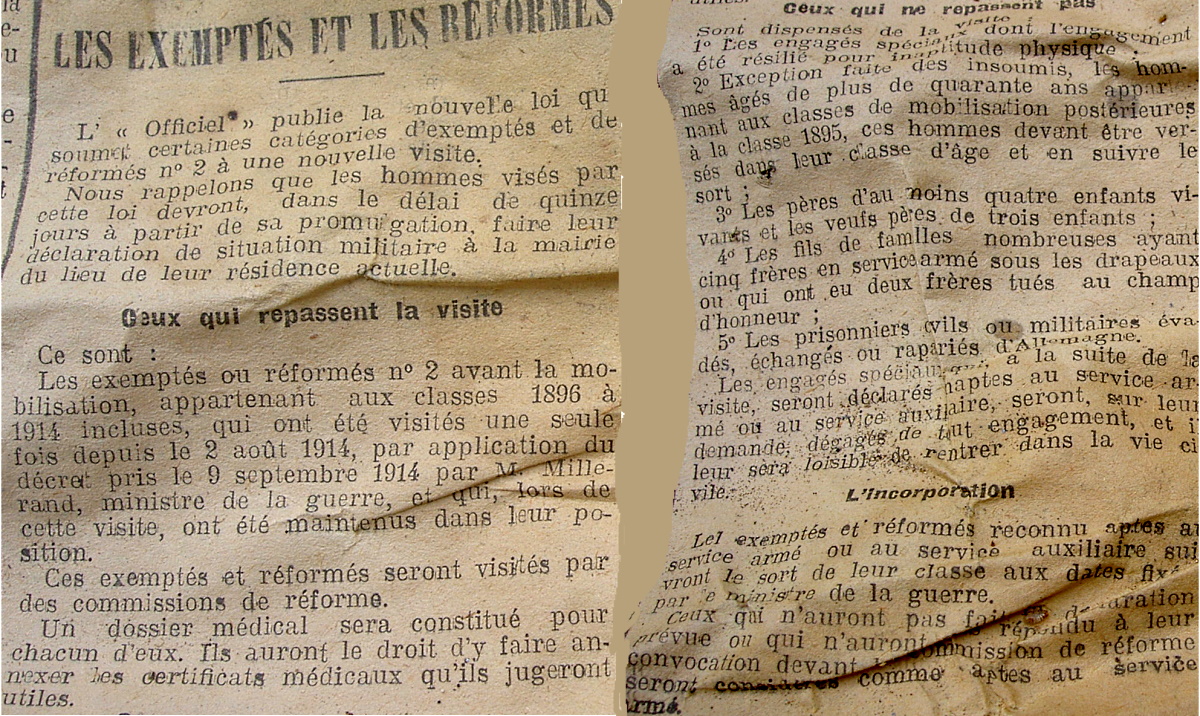 LES EXEMPTÉS ET LES RÉFORMÉS
L' « Officiel » publie la nouvelle loi qui
soumet certaines catégories d'exemptés et de
réformés nº 2 à une nouvelle visite.
Nous rappelons que les hommes visés par
cette loi devront, dans le délai de quinze
jours à partir de sa promulgation, faire leur
déclaration de situation militaire à la mairie
du lieu de leur résidence actuelle.
Ceux qui repassent la visite
Ce sont :
Les exemptés ou réformés nº 2 avant la mo-
bilisation, appartenant aux classes 1896 à
1914 incluses, qui ont été visités une seule
fois depuis le 2 août 1914, par application du
décret pris le 9 septembre 1914 par M. Mille-
rand, ministre de la guerre, et qui, lors de
cette visite, ont été maintenus dans leur po-
sition.
Ces exemptés et réformés seront visités par
des commissions de réforme.
Un dossier médical sera constitué pour
chacun d'eux. Ils auront le droit d'y faire an-
nexer les certificats médicaux qu'ils jugeront
utiles.
Ceux qui ne repassent pas
Sont dispensés de la visite :
1º Les engagés spéciaux dont l'engagement
a été résilié pour inaptitude physique ;
2º Exception faite des insoumis, les hom-
mes âgés de plus de quarante ans apparte-
nant aux classes de mobilisation postérieures
à la classe 1895, ces hommes devant être ver-
sés dans leur classe d'âge et en suivre le
sort ;
3º Les pères d'au moins quatre enfants vi-
vants et les veufs pères de trois enfants ;
4º Les fils de familles nombreuses ayant
cinq frères en service armé sous les drapeaux
ou qui ont eu deux frères tués au champ
d'honneur ;
5º Les prisonniers civils ou militaires éva-
dés, échangés ou rapariés d'Allemagne.
Les engagés spéciaux qui, à la suite de la
visite, seront déclarés inaptes au service ar-
mé ou au service auxiliaire, seront, sur leur
demande, dégagés de tout engagement, et il
leur sera loisible de rentrer dans la vie ci-
vile.
L'incorporation
Lel exemptés et réformés reconnu aptes au
service armé ou au service auxiliaire sui-
vront le sort de leur classe aux dates fixées
par le ministre de la guerre.
Ceux qui n'auront pas fait déclaration
prévue ou qui n'auront répondu à leur
convocation devant commission de réforme
seront considérés comme aptes au service
armé.